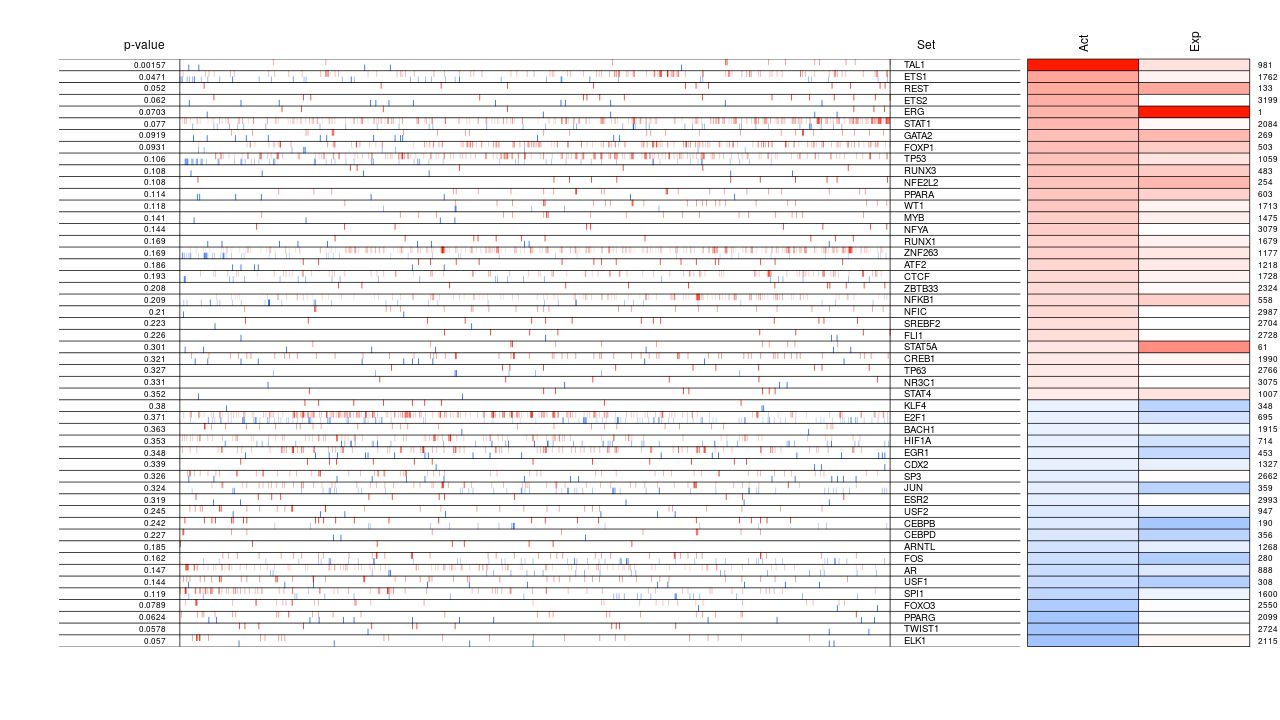 p-value Set Act Exp
0.00157 TAL1 981
0.0471 ETS1 1762
0.052 REST 133
0.062 ETS2 3199
0.0703 ERG 1
0.077 STAT1 2084
0.0919 GATA2 269
0.0931 FOXP1 503
0.106 TP53 1059
0.108 RUNX3 483
0.108 NFE2L2 254
0.114 PPARA 603
0.118 WT1 1713
0.141 MYB 1475
0.144 NFYA 3079
0.169 RUNX1 1679
0.169 ZNF263 1177
0.186 ATF2 1218
0.193 CTCF 1728
0.208 ZBTB33 2324
0.209 NFKB1 558
0.21 NFIC 2987
0.223 SREBF2 2704
0.226 FLI1 2728
0.301 STAT5A 61
0.321 CREB1 1990
0.327 TP63 2766
0.331 NR3C1 3075
0.352 STAT4 1007
0.38 KLF4 348
0.371 E2F1 695
0.363 BACH1 1915
0.353 HIF1A 714
0.348 EGR1 453
0.339 CDX2 1327
0.326 SP3 2662
0.324 JUN 359
0.319 ESR2 2993
0.245 USF2 947
0.242 CEBPB 190
0.227 CEBPD 356
0.185 ARNTL 1268
0.162 FOS 280
0.147 AR 888
0.144 USF1 308
0.119 SPI1 1600
0.0789 FOXO3 2550
0.0624 PPARG 2099
0.0578 TWIST1 2724
0.057 ELK1 2115